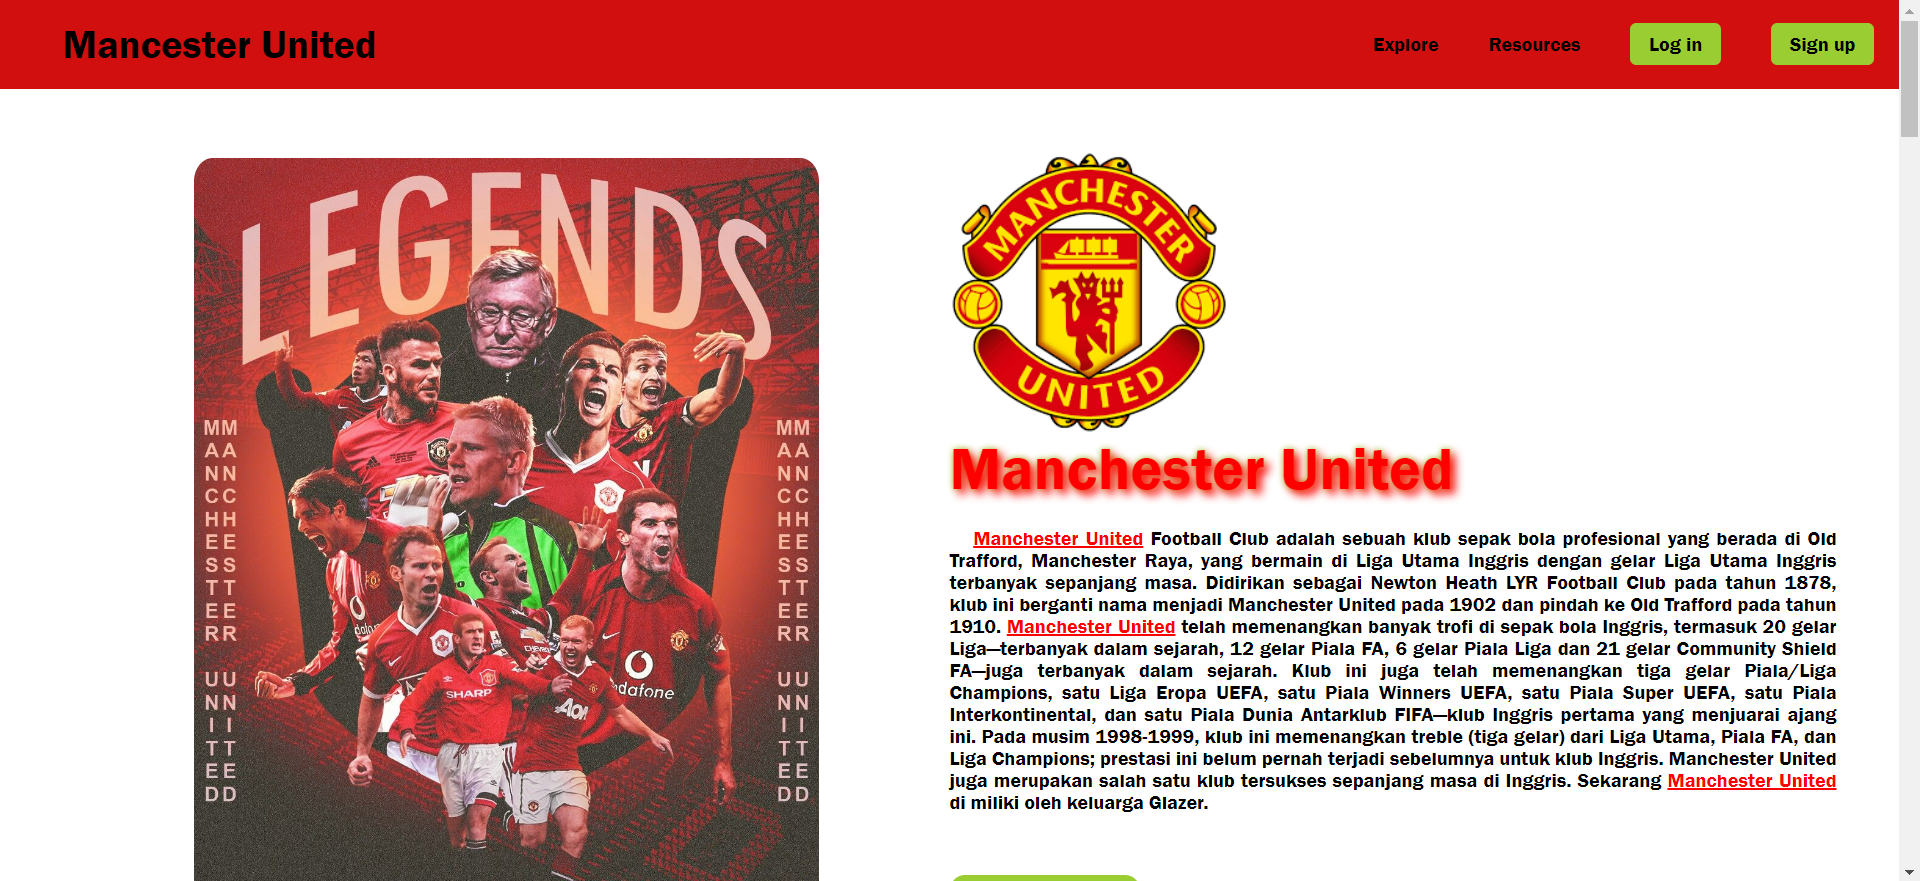 Mancester United
Explore
Resources
Log in
Sign up
LEGENDS
MANCHESTER UNITED
MANCHESTER UNITED
MANCHESTER UNITED
MANCHESTER UNITED
SHARP
AON
vodafone
MANCHESTER
UNITED
Manchester United
Manchester United Football Club adalah sebuah klub sepak bola profesional yang berada di Old
Trafford, Manchester Raya, yang bermain di Liga Utama Inggris dengan gelar Liga Utama Inggris
terbanyak sepanjang masa. Didirikan sebagai Newton Heath LYR Football Club pada tahun 1878,
klub ini berganti nama menjadi Manchester United pada 1902 dan pindah ke Old Trafford pada tahun
1910. Manchester United telah memenangkan banyak trofi di sepak bola Inggris, termasuk 20 gelar
Liga—terbanyak dalam sejarah, 12 gelar Piala FA, 6 gelar Piala Liga dan 21 gelar Community Shield
FA—juga terbanyak dalam sejarah. Klub ini juga telah memenangkan tiga gelar Piala/Liga
Champions, satu Liga Eropa UEFA, satu Piala Winners UEFA, satu Piala Super UEFA, satu Piala
Interkontinental, dan satu Piala Dunia Antarklub FIFA—klub Inggris pertama yang menjuarai ajang
ini. Pada musim 1998-1999, klub ini memenangkan treble (tiga gelar) dari Liga Utama, Piala FA, dan
Liga Champions; prestasi ini belum pernah terjadi sebelumnya untuk klub Inggris. Manchester United
juga merupakan salah satu klub tersukses sepanjang masa di Inggris. Sekarang Manchester United
di miliki oleh keluarga Glazer.